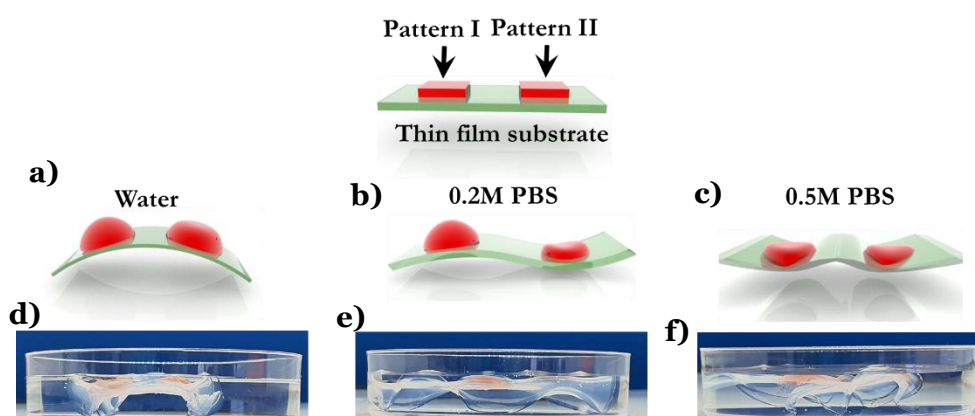 Pattern I Pattern II
Thin film substrate
a)
Water
b)
0.2M PBS
c)
0.5M PBS
d)
e)
f)